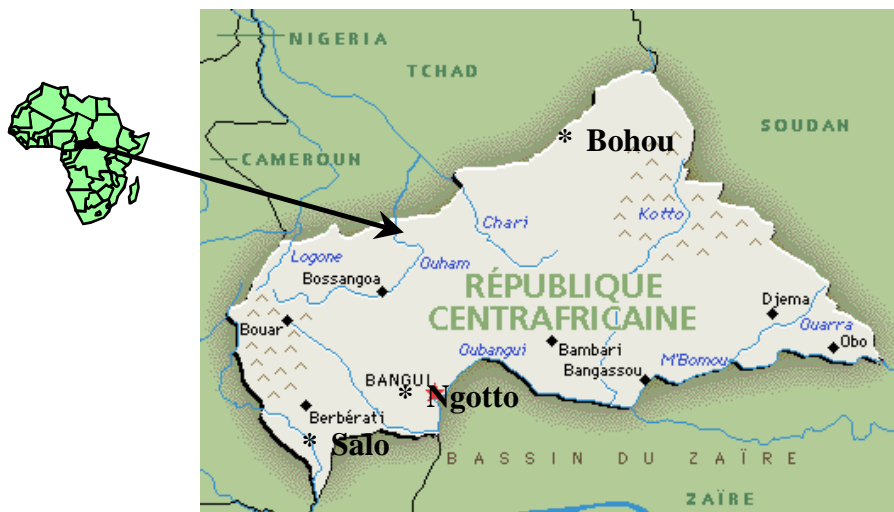 NIGERIA
TCHAD
SOUDAN
* Bohou
CAMEROUN
Kotto
Chari
Logone
Ouham
Bossangoa
RÉPUBLIQUE
CENTRAFRICAINE
Djema
Bouar
Ouarra
Obo
Oubangui
Bambari
M'Bomou
Bangassou
BANGUI
* Ngotto
Berbérati
* Salo
BASSIN DU ZAÏRE
ZAÏRE